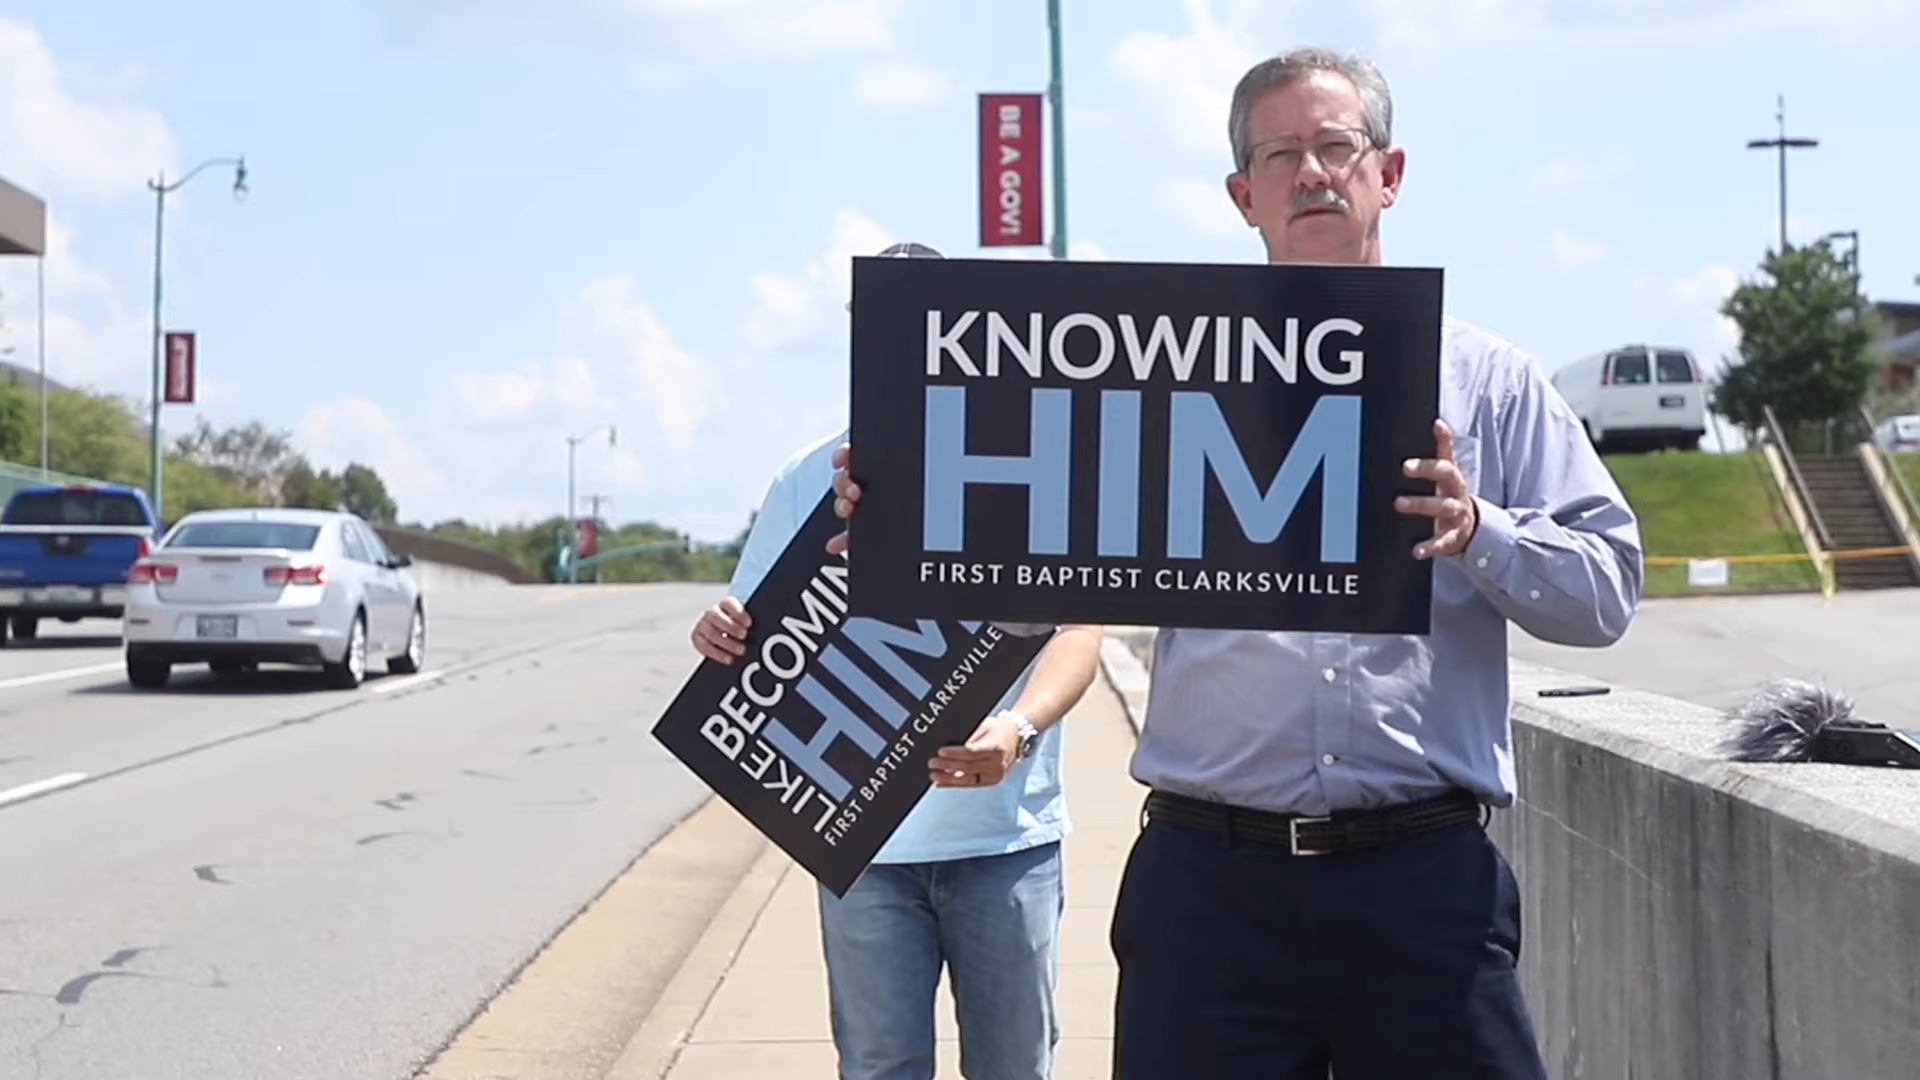 BE A GOV!
KNOWING
HIM
FIRST BAPTIST CLARKSVILLE
BECOMIN
LIKE
HIM
FIRST BAPTIST CLARKSVILLE